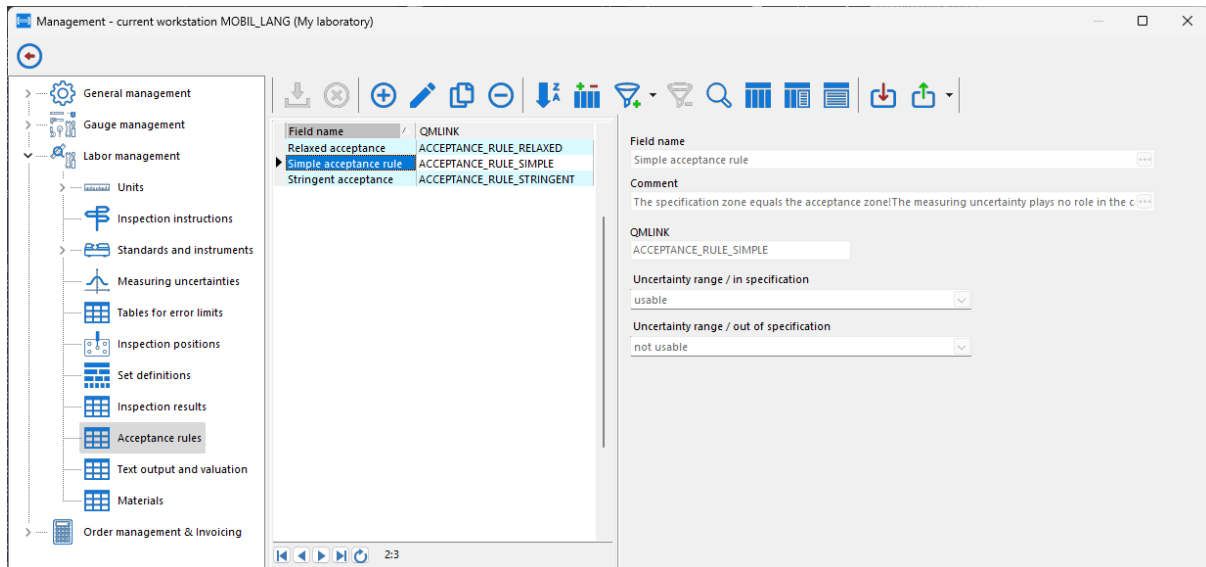 Management - current workstation MOBIL_LANG (My laboratory)
General management
Gauge management
Labor management
Units
Inspection instructions
Standards and instruments
Measuring uncertainties
Tables for error limits
Inspection positions
Set definitions
Inspection results
Acceptance rules
Text output and valuation
Materials
Order management & Invoicing
Field name / QMLINK
Relaxed acceptance ACCEPTANCE_RULE_RELAXED
Simple acceptance rule ACCEPTANCE_RULE_SIMPLE
Stringent acceptance ACCEPTANCE_RULE_STRINGENT
2:3
Field name
Simple acceptance rule
Comment
The specification zone equals the acceptance zone!The measuring uncertainty plays no role in the c
QMLINK
ACCEPTANCE_RULE_SIMPLE
Uncertainty range / in specification
usable
Uncertainty range / out of specification
not usable